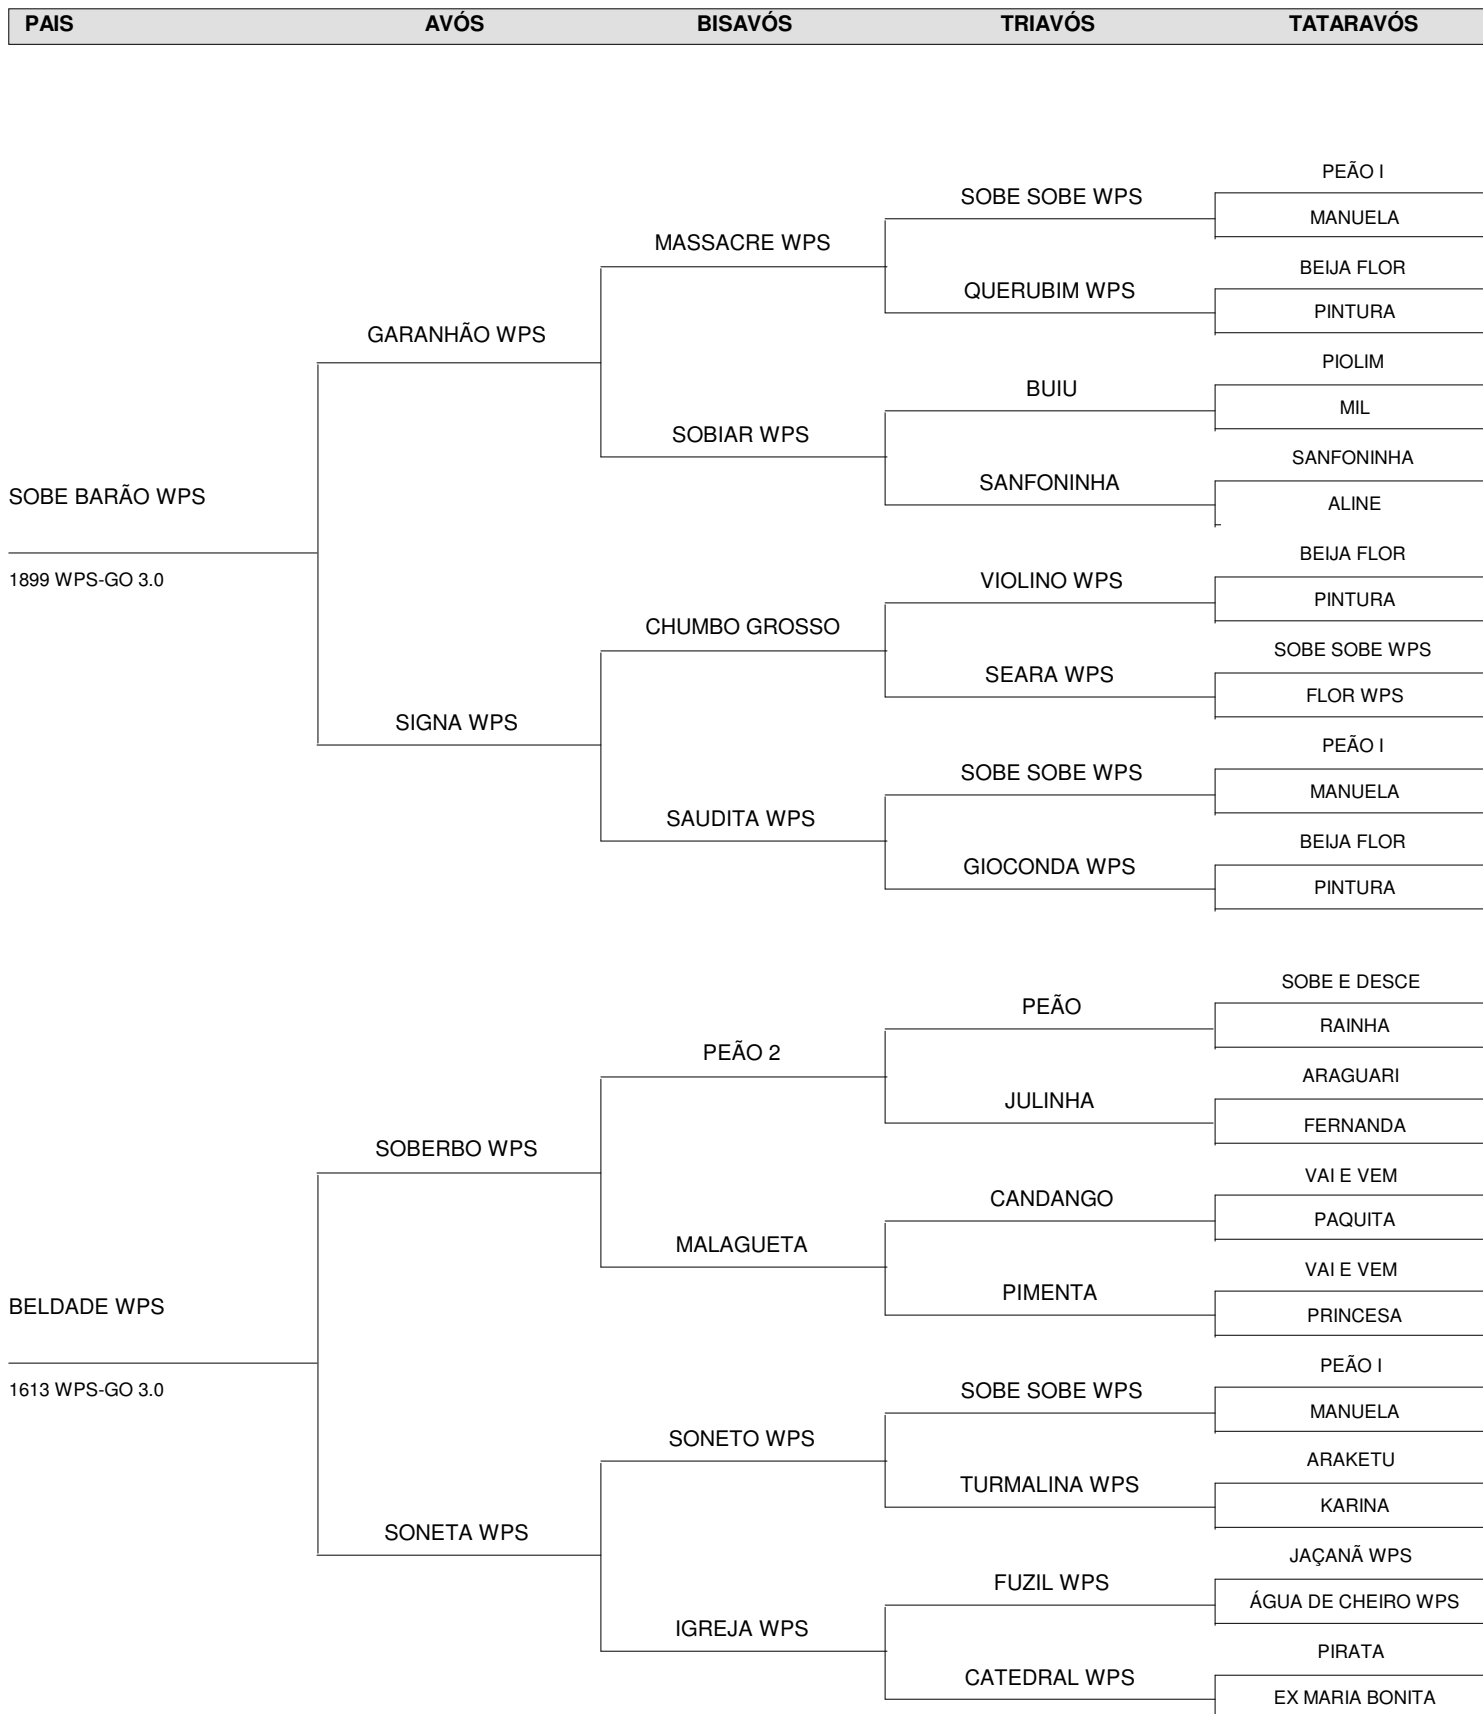 PAIS AVÓS BISAVÓS TRIAVÓS TATARAVÓS
PEÃO I
SOBE SOBE WPS
MANUELA
MASSACRE WPS
BEIJA FLOR
QUERUBIM WPS
PINTURA
GARANHÃO WPS
PIOLIM
BUIU
MIL
SOBIAR WPS
SANFONINHA
SANFONINHA
SOBE BARÃO WPS
ALINE
BEIJA FLOR
1899 WPS-GO 3.0
VIOLINO WPS
PINTURA
CHUMBO GROSSO
SOBE SOBE WPS
SEARA WPS
FLOR WPS
SIGNA WPS
PEÃO I
SOBE SOBE WPS
MANUELA
SAUDITA WPS
BEIJA FLOR
GIOCONDA WPS
PINTURA
SOBE E DESCE
PEÃO
RAINHA
PEÃO 2
ARAGUARI
JULINHA
FERNANDA
SOBERBO WPS
VAI E VEM
CANDANGO
PAQUITA
MALAGUETA
VAI E VEM
PIMENTA
BELDADE WPS
PRINCESA
PEÃO I
1613 WPS-GO 3.0
SOBE SOBE WPS
MANUELA
SONETO WPS
ARAKETU
TURMALINA WPS
KARINA
SONETA WPS
JAÇANÃ WPS
FUZIL WPS
ÁGUA DE CHEIRO WPS
IGREJA WPS
PIRATA
CATEDRAL WPS
EX MARIA BONITA